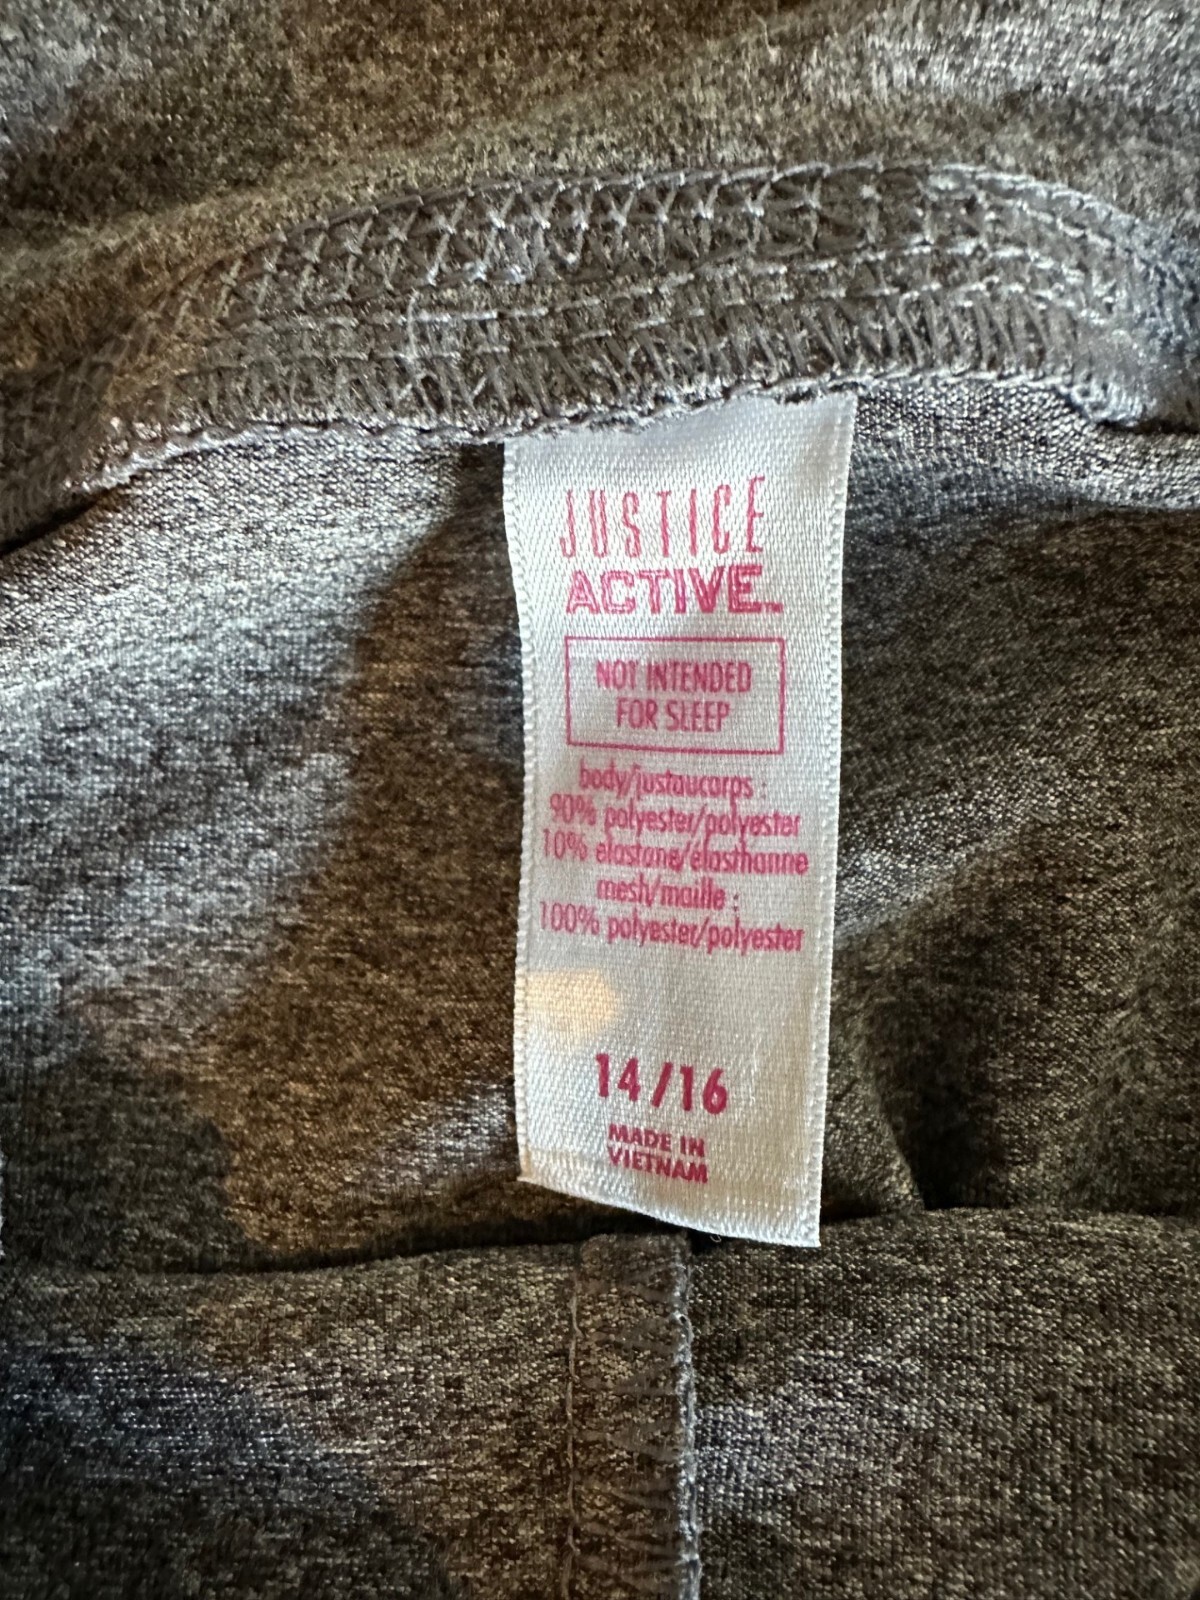 JUSTICE
ACTIVE™
NOT INTENDED
FOR SLEEP
body/justaucorps :
90% polyester/polyester
10% elastane/élasthanne
mesh/maille :
100% polyester/polyester
14/16
MADE IN
VIETNAM